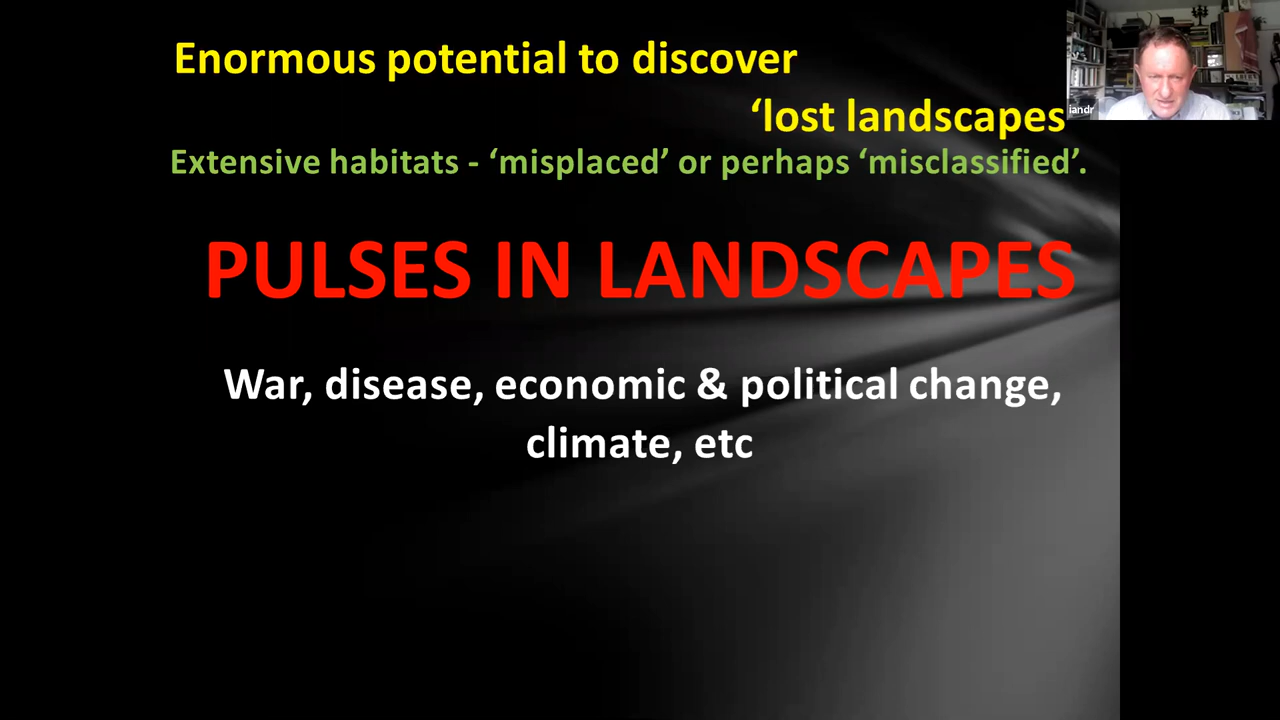 Enormous potential to discover
‘lost landscapes
Extensive habitats - ‘misplaced’ or perhaps ‘misclassified’.
PULSES IN LANDSCAPES
War, disease, economic & political change,
climate, etc
iandr